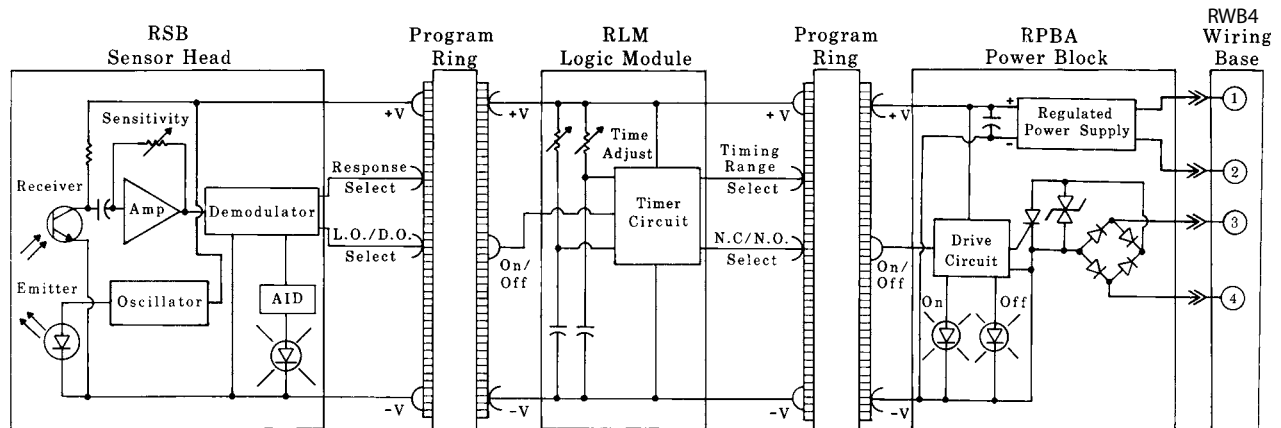 RSB
Sensor Head
Program
Ring
RLM
Logic Module
Program
Ring
RPBA
Power Block
RWB4
Wiring
Base
Sensitivity
Receiver
Amp
Demodulator
Emitter
Oscillator
AID
+V
Response
Select
L.O./D.O.
Select
-V
+V
On/
Off
-V
Time
Adjust
Timer
Circuit
+V
Timing
Range
Select
N.C/N.O.
Select
-V
+V
On/
Off
-V
+
-
Regulated
Power Supply
Drive
Circuit
On
Off
1
2
3
4